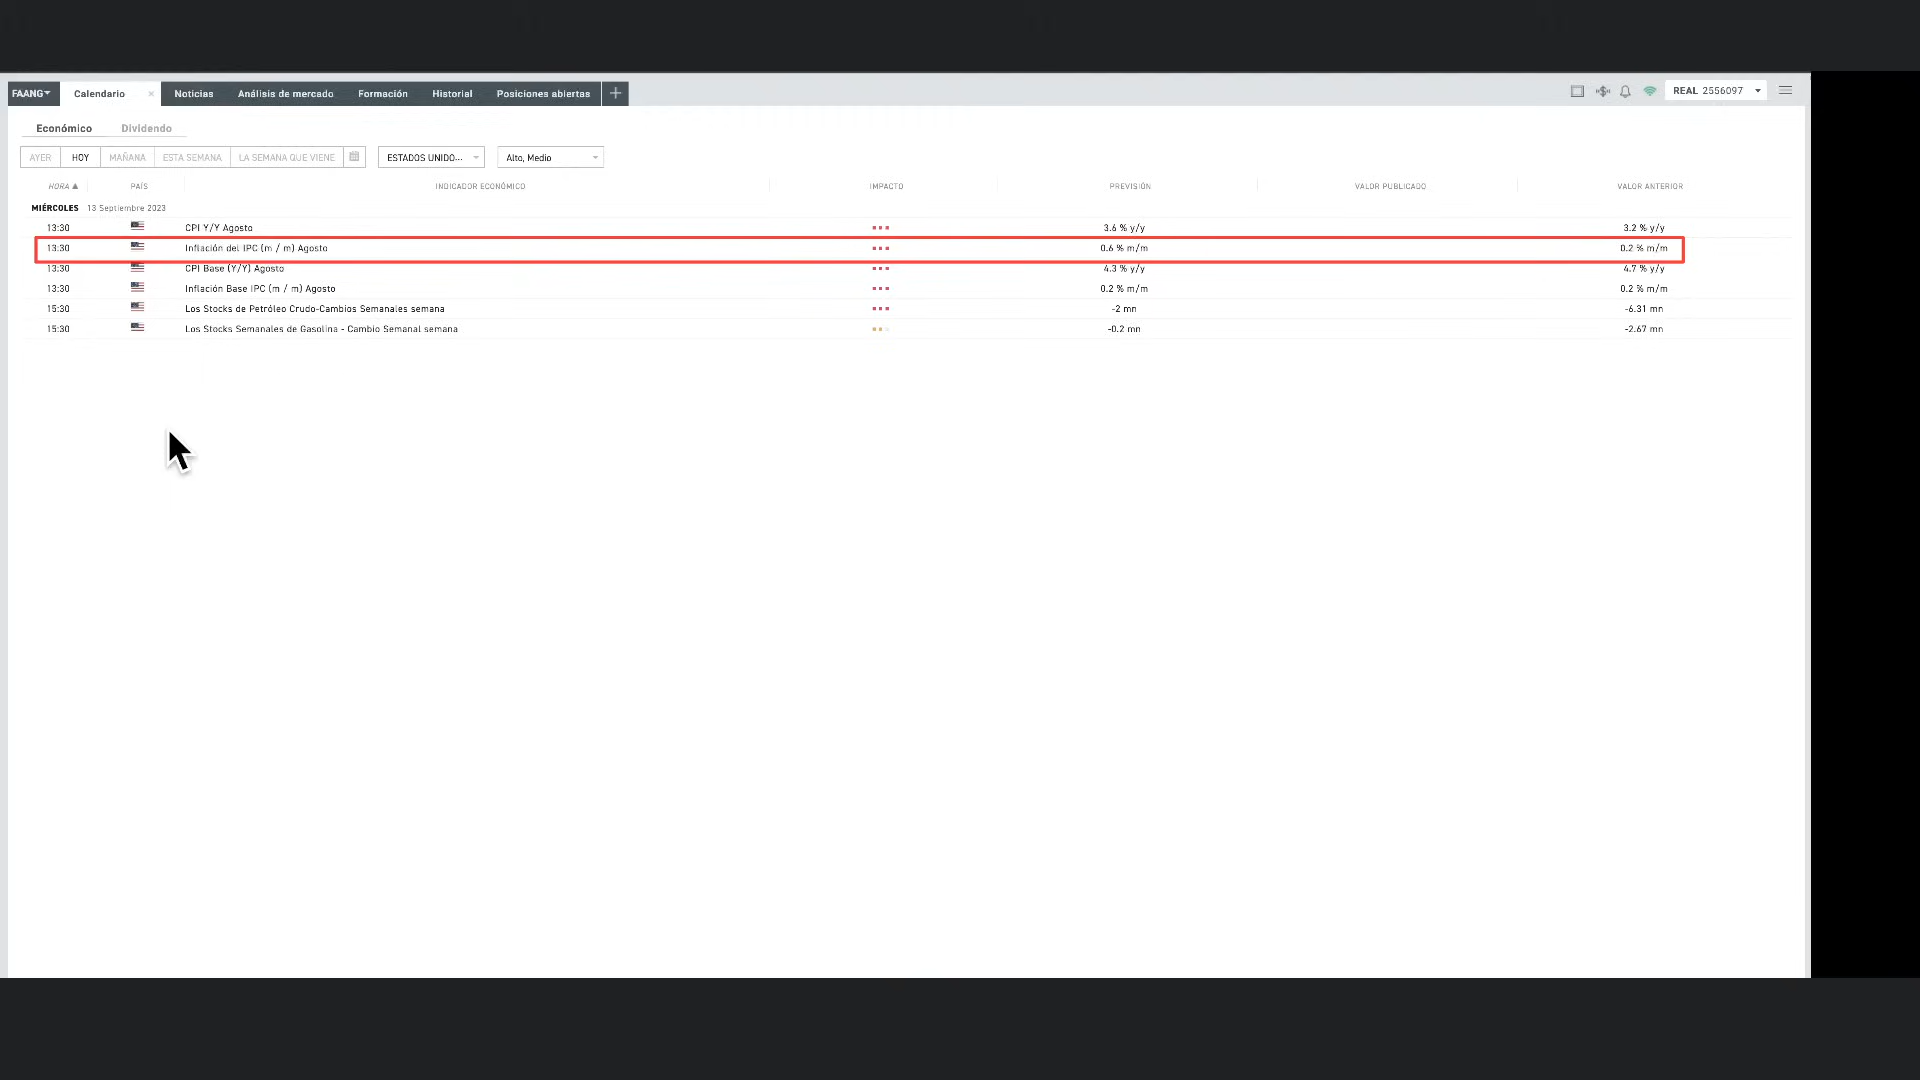 FAANG Calendario × Noticias Análisis de mercado Formación Historial Posiciones abiertas + REAL 2556097
Económico Dividendo
AYER HOY MAÑANA ESTA SEMANA LA SEMANA QUE VIENE ESTADOS UNIDO... Alto, Medio
HORA ▲ PAÍS INDICADOR ECONÓMICO IMPACTO PREVISIÓN VALOR PUBLICADO VALOR ANTERIOR
MIÉRCOLES 13 Septiembre 2023
13:30 CPI Y/Y Agosto 3.6 % y/y 3.2 % y/y
13:30 Inflación del IPC (m / m) Agosto 0.6 % m/m 0.2 % m/m
13:30 CPI Base (Y/Y) Agosto 4.3 % y/y 4.7 % y/y
13:30 Inflación Base IPC (m / m) Agosto 0.2 % m/m 0.2 % m/m
15:30 Los Stocks de Petróleo Crudo-Cambios Semanales semana -2 mn -6.31 mn
15:30 Los Stocks Semanales de Gasolina - Cambio Semanal semana -0.2 mn -2.67 mn